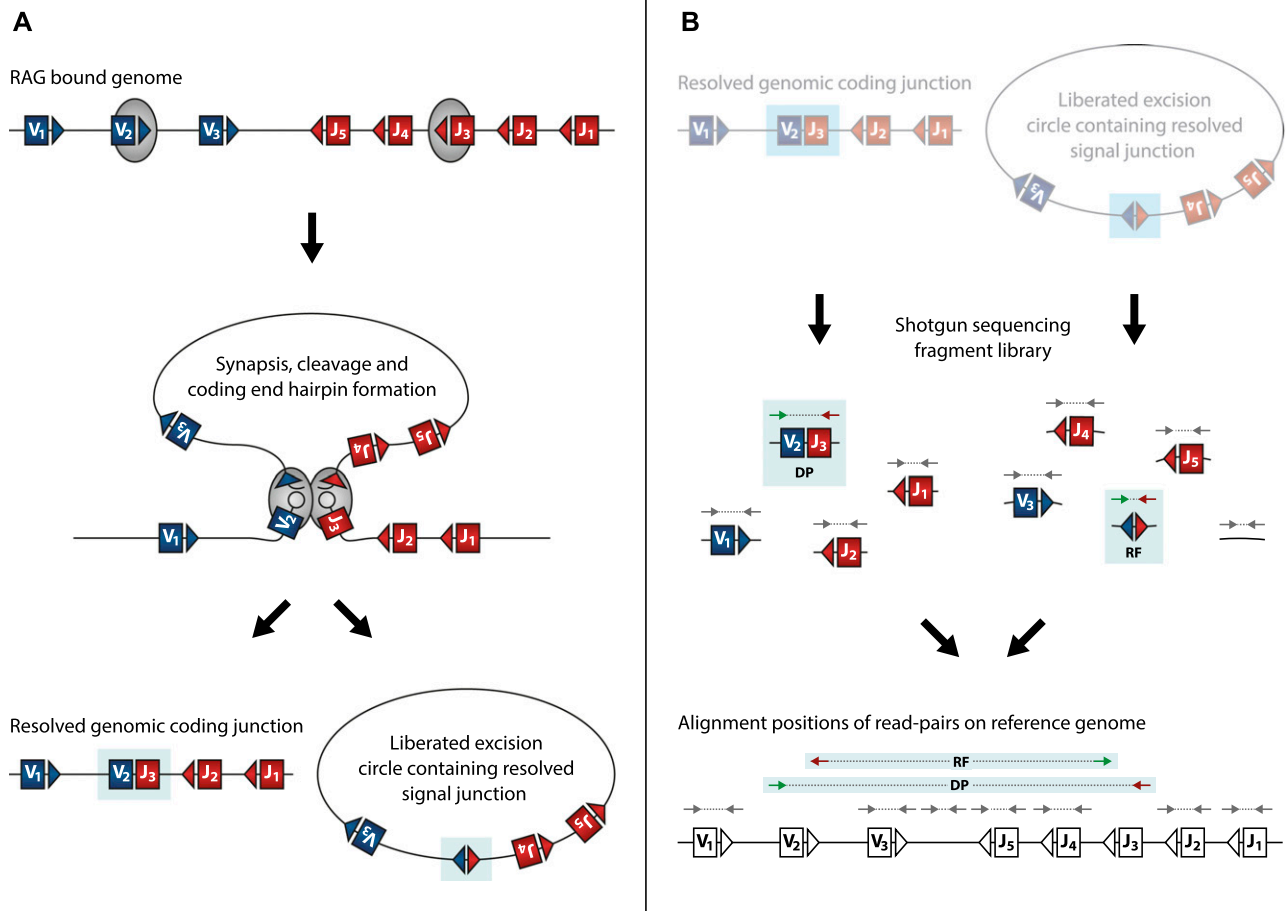 A
RAG bound genome
V1 V2 V3 J5 J4 J3 J2 J1
Synapsis, cleavage and
coding end hairpin formation
V3 J4 J5
V2 J3
V1 J2 J1
Resolved genomic coding junction
V1 V2 J3 J2 J1
Liberated excision
circle containing resolved
signal junction
V3 J4 J5
B
Resolved genomic coding junction
V1 V2 J3 J2 J1
Liberated excision
circle containing resolved
signal junction
V3 J4 J5
Shotgun sequencing
fragment library
V2 J3
DP
J4
J5
J1
V3
V1
J2
RF
Alignment positions of read-pairs on reference genome
RF
DP
V1 V2 V3 J5 J4 J3 J2 J1